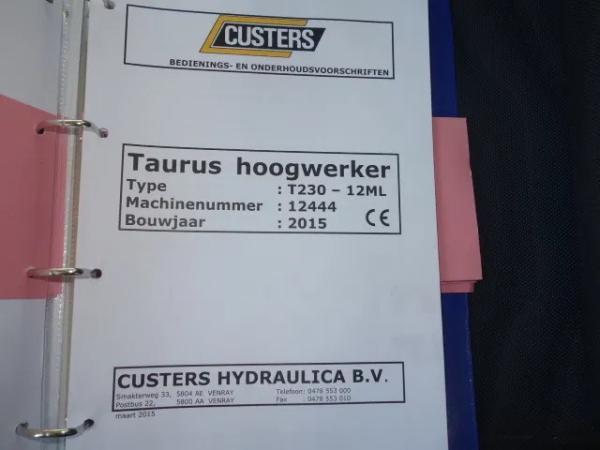 CUSTERS
BEDIENINGS- EN ONDERHOUDSVOORSCHRIFTEN
Taurus hoogwerker
Type : T230 – 12ML
Machinenummer : 12444
Bouwjaar : 2015 CE
CUSTERS HYDRAULICA B.V.
Smakterweg 33, 5804 AE VENRAY Telefoon: 0478 553 000
Postbus 22, 5800 AA VENRAY Fax : 0478 553 010
maart 2015